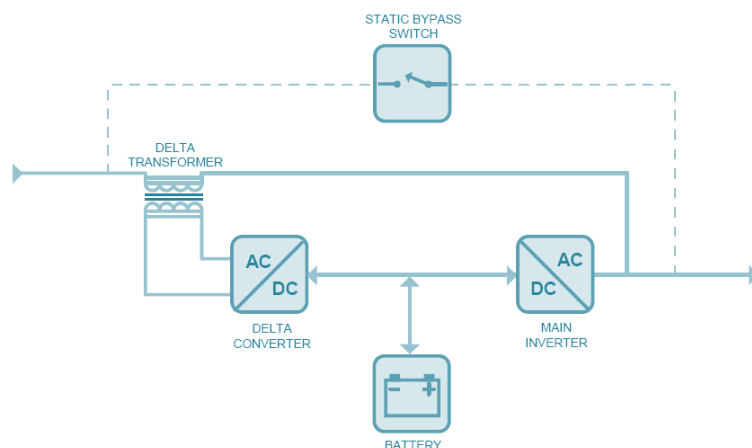 STATIC BYPASS
SWITCH
DELTA
TRANSFORMER
AC
DC
AC
DC
DELTA
CONVERTER
MAIN
INVERTER
BATTERY